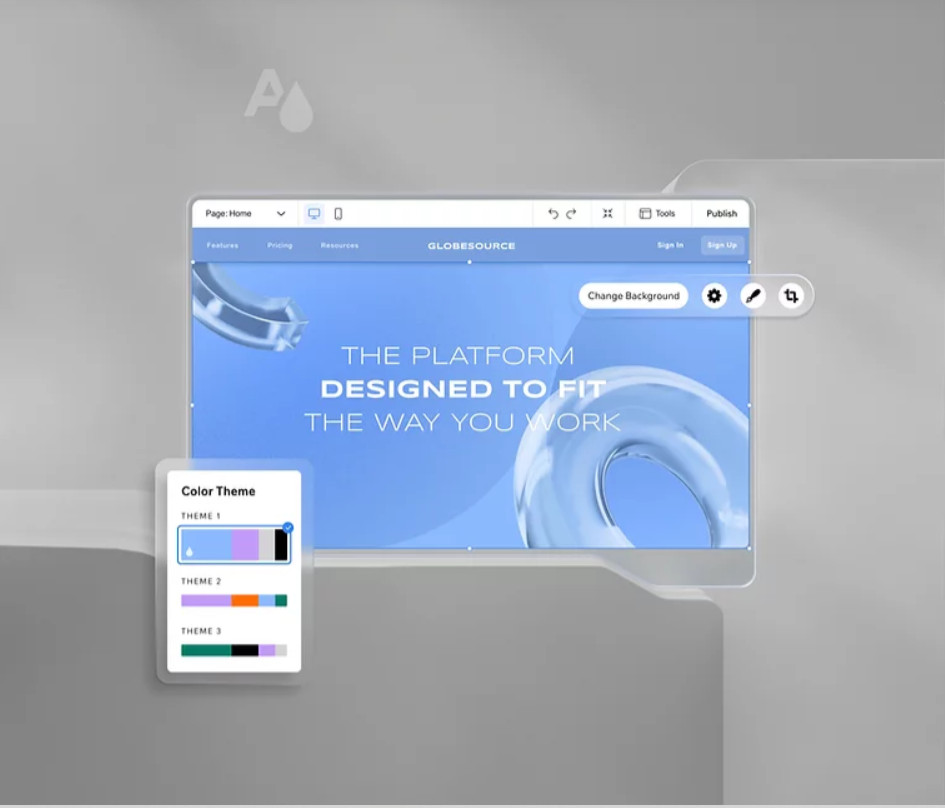 A
Page: Home
Tools
Publish
Features
Pricing
Resources
GLOBESOURCE
Sign In
Sign Up
Change Background
THE PLATFORM
DESIGNED TO FIT
THE WAY YOU WORK
Color Theme
THEME 1
THEME 2
THEME 3